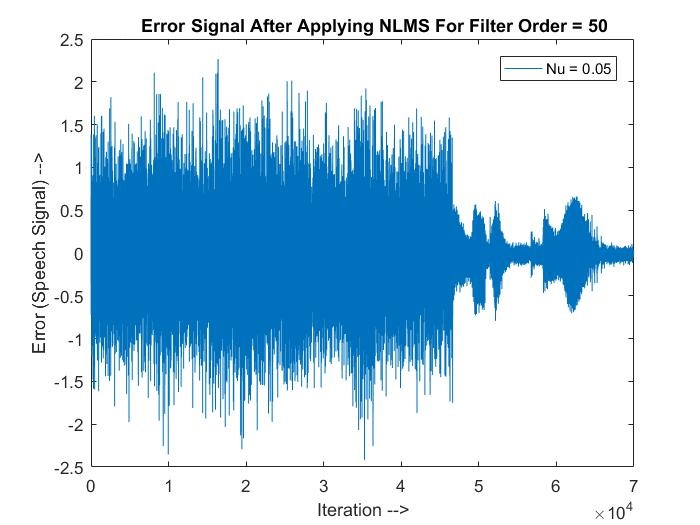 Error Signal After Applying NLMS For Filter Order = 50
Nu = 0.05
Error (Speech Signal) -->
2.5
2
1.5
1
0.5
0
-0.5
-1
-1.5
-2
-2.5
0 1 2 3 4 5 6 7
Iteration -->
×10^4